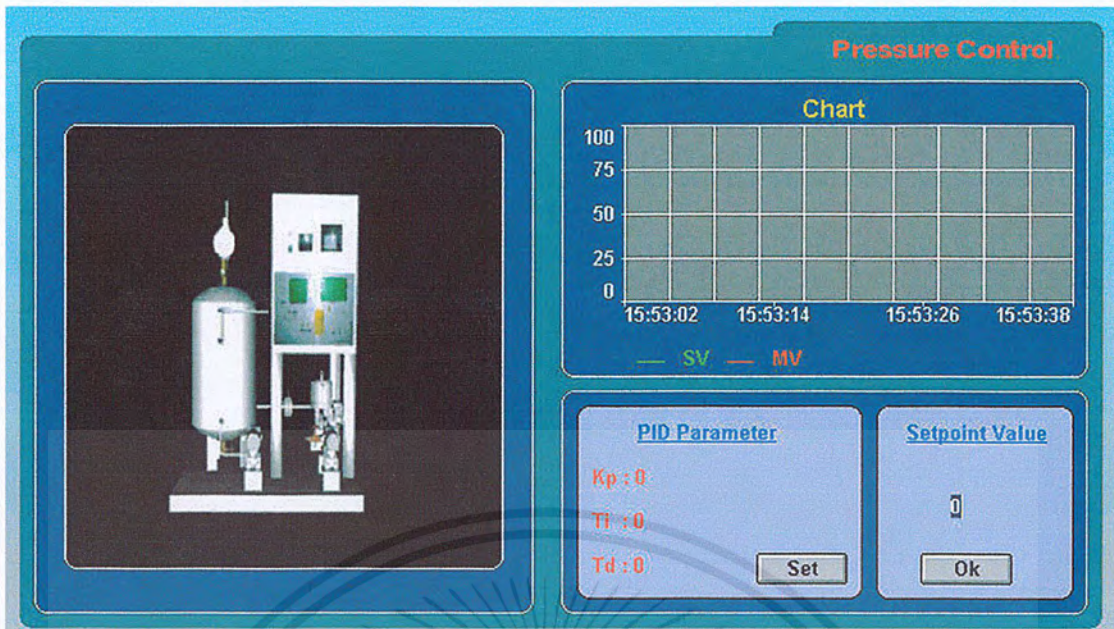 Pressure Control
Chart
100
75
50
25
0
15:53:02 15:53:14 15:53:26 15:53:38
SV MV
PID Parameter
Kp : 0
Ti : 0
Td : 0
Set
Setpoint Value
0
Ok